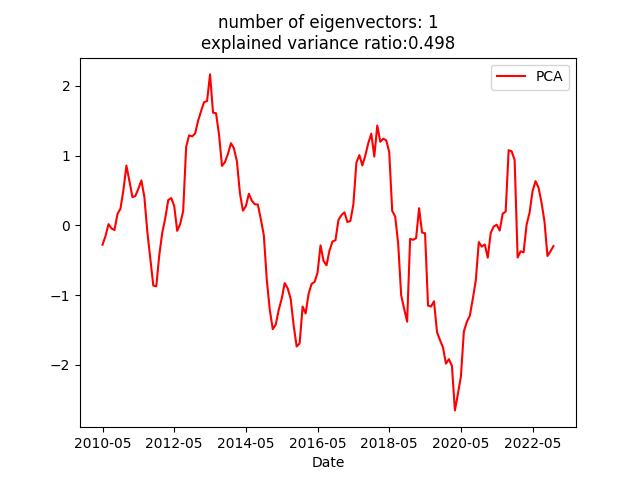 number of eigenvectors: 1
explained variance ratio:0.498
PCA
2
1
0
−1
−2
2010-05 2012-05 2014-05 2016-05 2018-05 2020-05 2022-05
Date